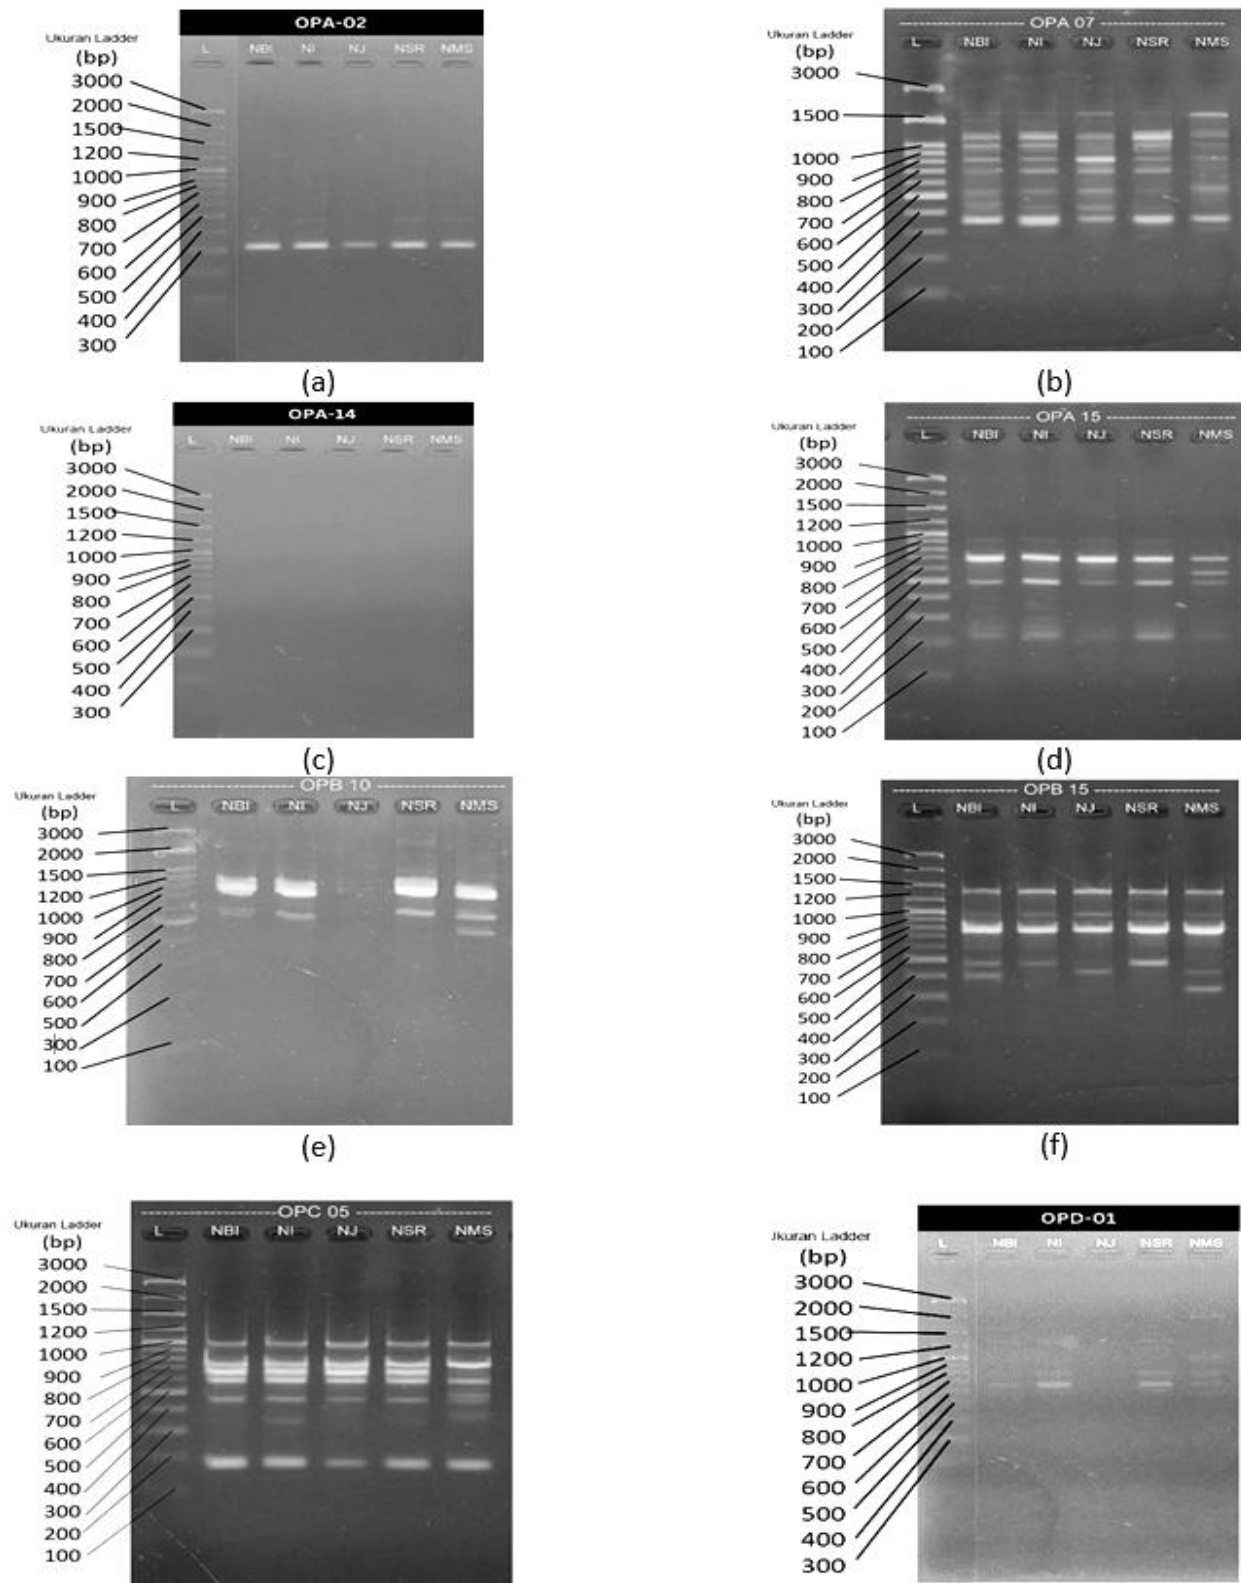 OPA-02
Ukuran Ladder
(bp)
L NBI NI NJ NSR NMS
3000
2000
1500
1200
1000
900
800
700
600
500
400
300
(a)
OPA 07
Ukuran Ladder
(bp)
L NBI NI NJ NSR NMS
3000
1500
1000
900
800
700
600
500
400
300
200
100
(b)
OPA-14
Ukuran Ladder
(bp)
L NBI NI NJ NSR NMS
3000
2000
1500
1200
1000
900
800
700
600
500
400
300
(c)
OPA 15
Ukuran Ladder
(bp)
L NBI NI NJ NSR NMS
3000
2000
1500
1200
1000
900
800
700
600
500
400
300
200
100
(d)
OPB 10
Ukuran Ladder
(bp)
L NBI NI NJ NSR NMS
3000
2000
1500
1200
1000
900
800
700
600
500
300
100
(e)
OPB 15
Ukuran Ladder
(bp)
L NBI NI NJ NSR NMS
3000
2000
1500
1200
1000
900
800
700
600
500
400
300
200
100
(f)
OPC 05
Ukuran Ladder
(bp)
L NBI NI NJ NSR NMS
3000
2000
1500
1200
1000
900
800
700
600
500
400
300
200
100
OPD-01
Jkuran Ladder
(bp)
L NBI NI NJ NSR NMS
3000
2000
1500
1200
1000
900
800
700
600
500
400
300